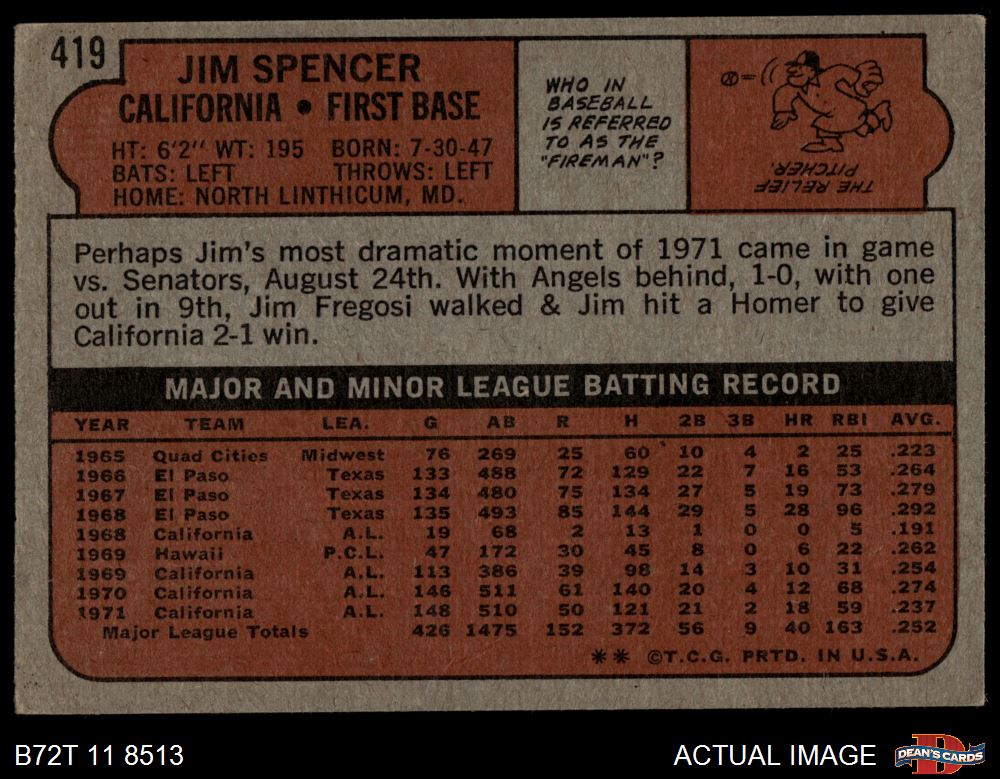 419
JIM SPENCER
CALIFORNIA • FIRST BASE
HT: 6'2" WT: 195 BORN: 7-30-47
BATS: LEFT THROWS: LEFT
HOME: NORTH LINTHICUM, MD.
WHO IN
BASEBALL
IS REFERRED
TO AS THE
"FIREMAN"?
THE RELIEF
PITCHER.
Perhaps Jim's most dramatic moment of 1971 came in game
vs. Senators, August 24th. With Angels behind, 1-0, with one
out in 9th, Jim Fregosi walked & Jim hit a Homer to give
California 2-1 win.
MAJOR AND MINOR LEAGUE BATTING RECORD
YEAR TEAM LEA. G AB R H 2B 3B HR RBI AVG.
1965 Quad Cities Midwest 76 269 25 60 10 4 2 25 .223
1966 El Paso Texas 133 488 72 129 22 7 16 53 .264
1967 El Paso Texas 134 480 75 134 27 5 19 73 .279
1968 El Paso Texas 135 493 85 144 29 5 28 96 .292
1968 California A.L. 19 68 2 13 1 0 0 5 .191
1969 Hawaii P.C.L. 47 172 30 45 8 0 6 22 .262
1969 California A.L. 113 386 39 98 14 3 10 31 .254
1970 California A.L. 146 511 61 140 20 4 12 68 .274
1971 California A.L. 148 510 50 121 21 2 18 59 .237
Major League Totals 426 1475 152 372 56 9 40 163 .252
** ©T.C.G. PRTD. IN U.S.A.
B72T 11 8513
ACTUAL IMAGE
DEAN'S CARDS